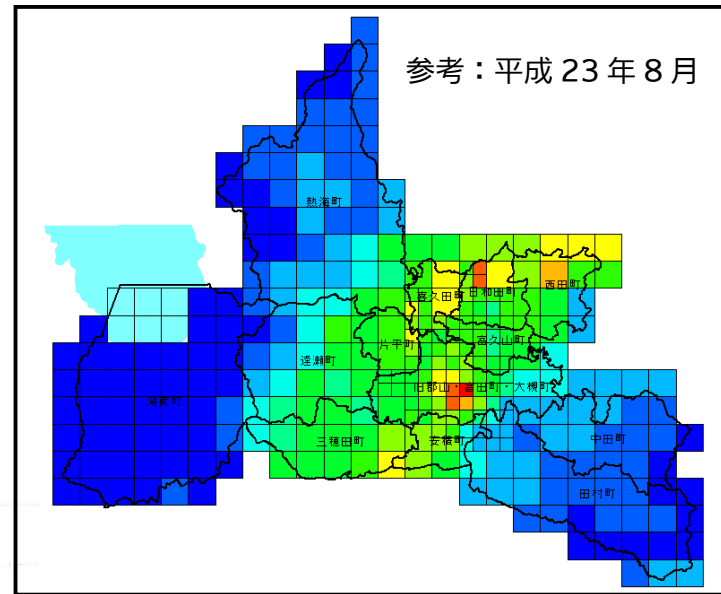 参考：平成 23 年 8 月
熱海町
喜久田町
日和田町
西田町
片平町
富久山町
逢瀬町
旧郡山・富田町・大槻町
湖南町
三穂田町
安積町
中田町
田村町